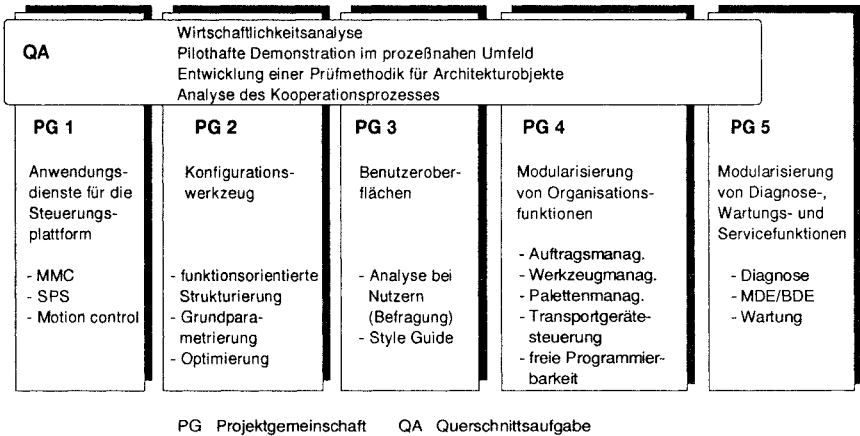 QA
Wirtschaftlichkeitsanalyse
Pilothafte Demonstration im prozeßnahen Umfeld
Entwicklung einer Prüfmethodik für Architekturobjekte
Analyse des Kooperationsprozesses
PG 1
Anwendungs-
dienste für die
Steuerungs-
plattform
- MMC
- SPS
- Motion control
PG 2
Konfigurations-
werkzeug
- funktionsorientierte
Strukturierung
- Grundpara-
metrierung
- Optimierung
PG 3
Benutzerober-
flächen
- Analyse bei
Nutzern
(Befragung)
- Style Guide
PG 4
Modularisierung
von Organisations-
funktionen
- Auftragsmanag.
- Werkzeugmanag.
- Palettenmanag.
- Transportgeräte-
steuerung
- freie Programmier-
barkeit
PG 5
Modularisierung
von Diagnose-,
Wartungs- und
Servicefunktionen
- Diagnose
- MDE/BDE
- Wartung
PG Projektgemeinschaft QA Querschnittsaufgabe